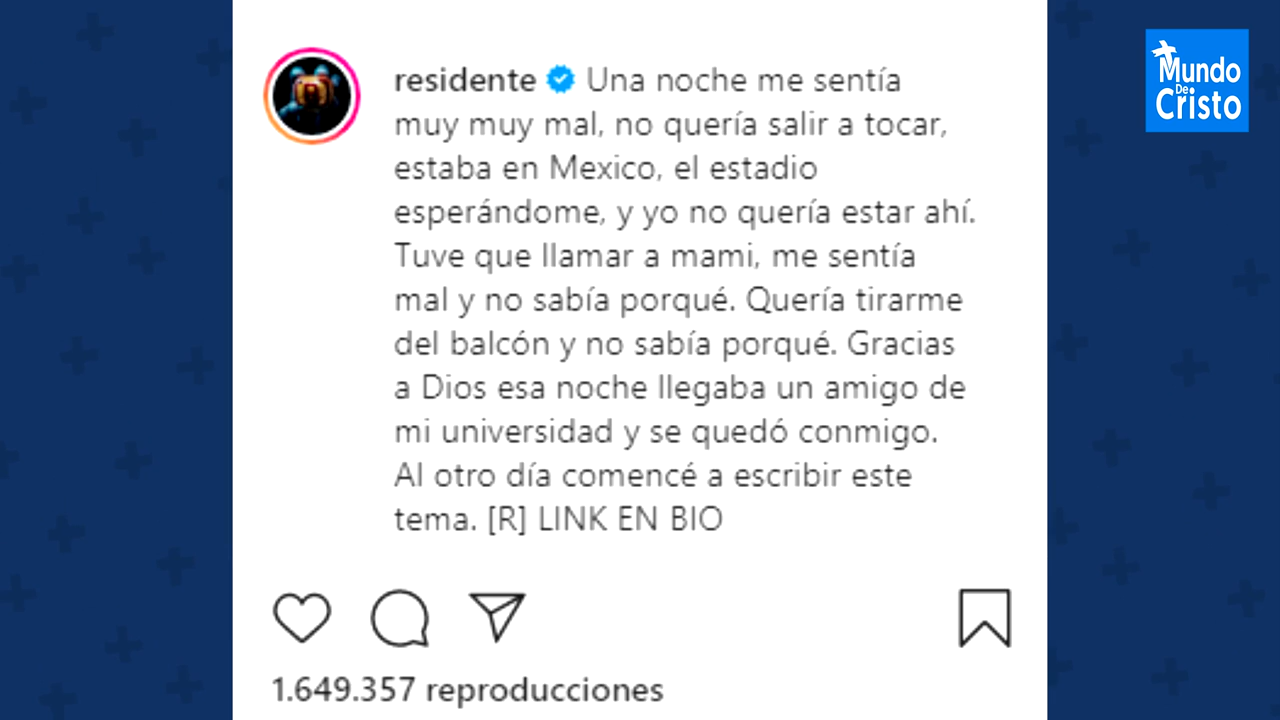 residente Una noche me sentía
muy muy mal, no quería salir a tocar,
estaba en Mexico, el estadio
esperándome, y yo no quería estar ahí.
Tuve que llamar a mami, me sentía
mal y no sabía porqué. Quería tirarme
del balcón y no sabía porqué. Gracias
a Dios esa noche llegaba un amigo de
mi universidad y se quedó conmigo.
Al otro día comencé a escribir este
tema. [R] LINK EN BIO
1.649.357 reproducciones
Mundo
De
Cristo